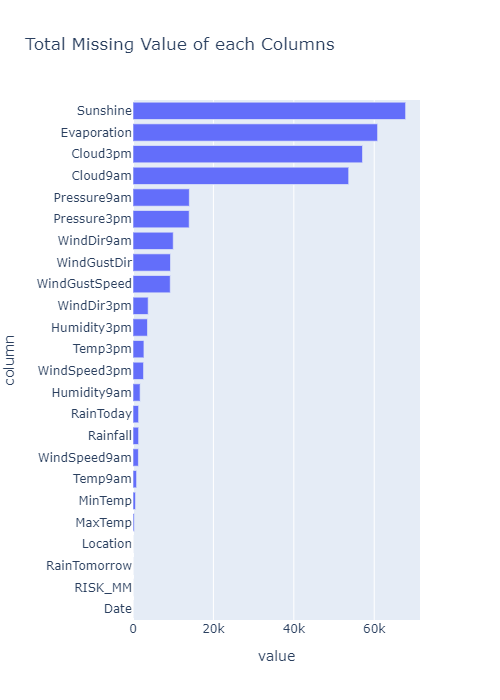 Total Missing Value of each Columns
Sunshine
Evaporation
Cloud3pm
Cloud9am
Pressure9am
Pressure3pm
WindDir9am
WindGustDir
WindGustSpeed
WindDir3pm
Humidity3pm
Temp3pm
WindSpeed3pm
Humidity9am
RainToday
Rainfall
WindSpeed9am
Temp9am
MinTemp
MaxTemp
Location
RainTomorrow
RISK_MM
Date
column
0 20k 40k 60k
value